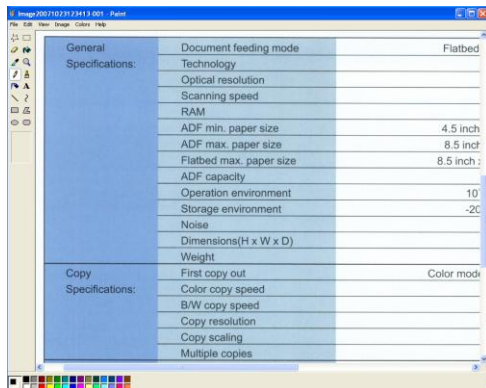 Image20071023123413-001 - Paint
File Edit View Image Colors Help
General Document feeding mode Flatbed
Specifications: Technology
Optical resolution
Scanning speed
RAM
ADF min. paper size 4.5 inch
ADF max. paper size 8.5 inch
Flatbed max. paper size 8.5 inch
ADF capacity
Operation environment 10
Storage environment -20
Noise
Dimensions(H x W x D)
Weight
Copy First copy out Color mode
Specifications: Color copy speed
B/W copy speed
Copy resolution
Copy scaling
Multiple copies